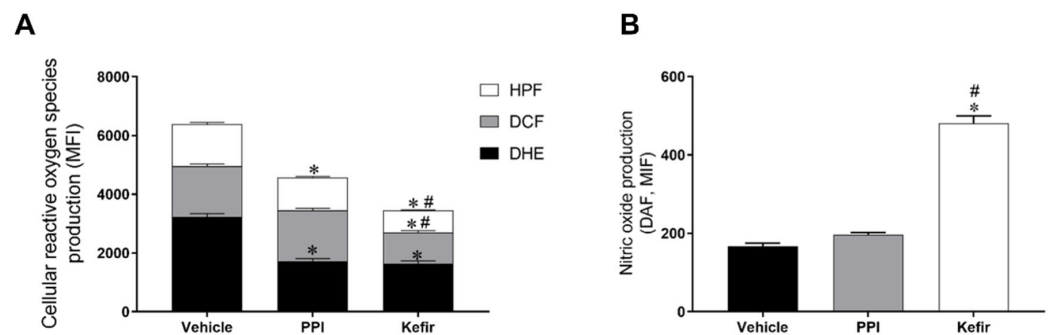 A
Cellular reactive oxygen species
production (MFI)
8000
6000
4000
2000
0
*
* #
* #
*
*
HPF
DCF
DHE
Vehicle PPI Kefir
B
Nitric oxide production
(DAF, MIF)
600
400
200
0
#
*
Vehicle PPI Kefir